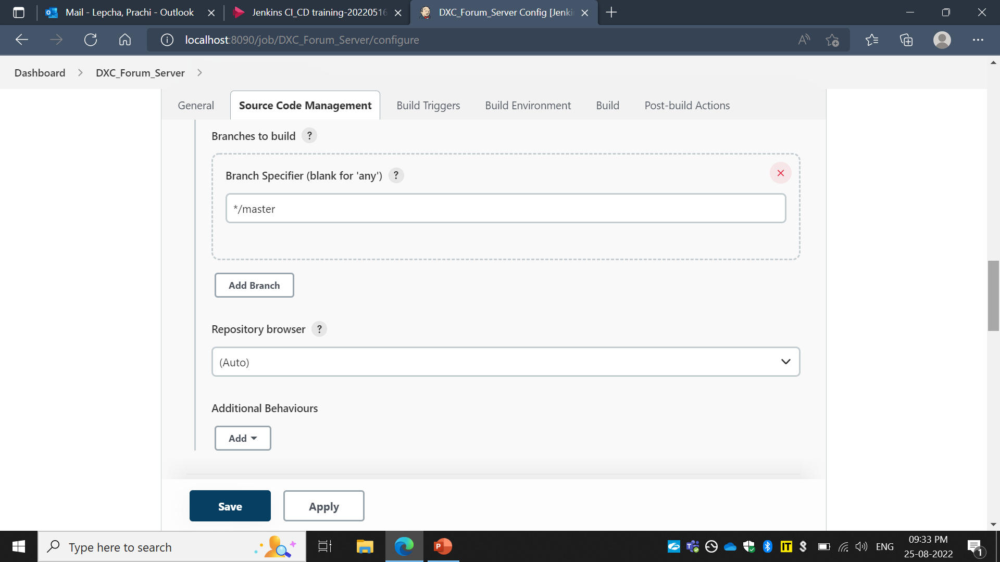 Mail - Lepcha, Prachi - Outlook
Jenkins CI_CD training-20220516
DXC_Forum_Server Config [Jenki
localhost:8090/job/DXC_Forum_Server/configure
Dashboard
DXC_Forum_Server
General
Source Code Management
Build Triggers
Build Environment
Build
Post-build Actions
Branches to build ?
Branch Specifier (blank for 'any') ?
*/master
Add Branch
Repository browser ?
(Auto)
Additional Behaviours
Add
Save
Apply
Type here to search
P
IT
ENG
09:33 PM
25-08-2022
1